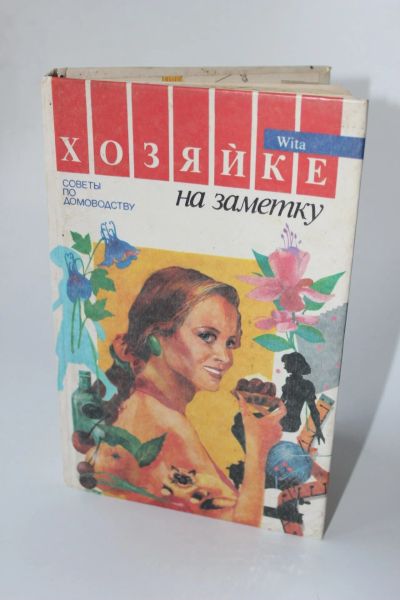 Wita
ХОЗЯЙКЕ
на заметку
СОВЕТЫ
ПО
ДОМОВОДСТВУ